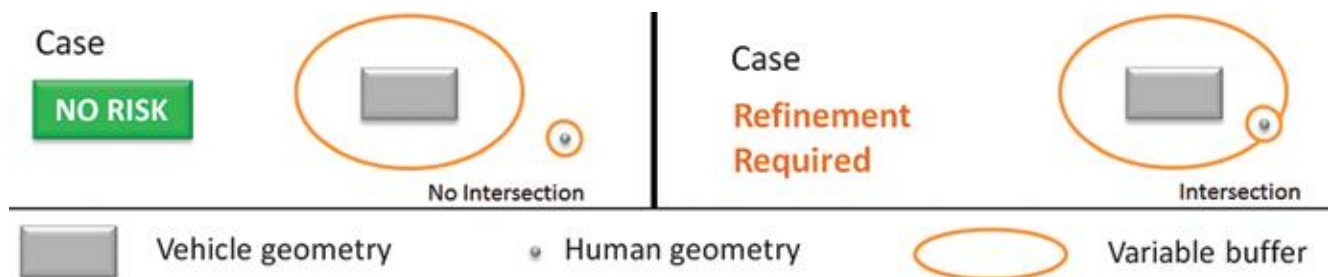 Case
NO RISK
No Intersection
Case
Refinement
Required
Intersection
Vehicle geometry
Human geometry
Variable buffer